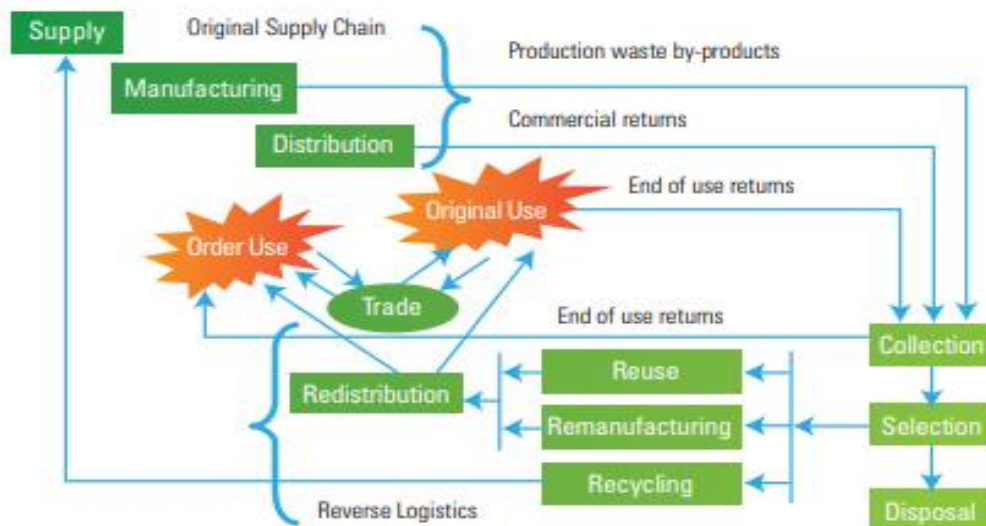 Supply
Original Supply Chain
Production waste by-products
Manufacturing
Commercial returns
Distribution
End of use returns
Original Use
Order Use
Trade
End of use returns
Collection
Reuse
Redistribution
Remanufacturing
Selection
Recycling
Reverse Logistics
Disposal